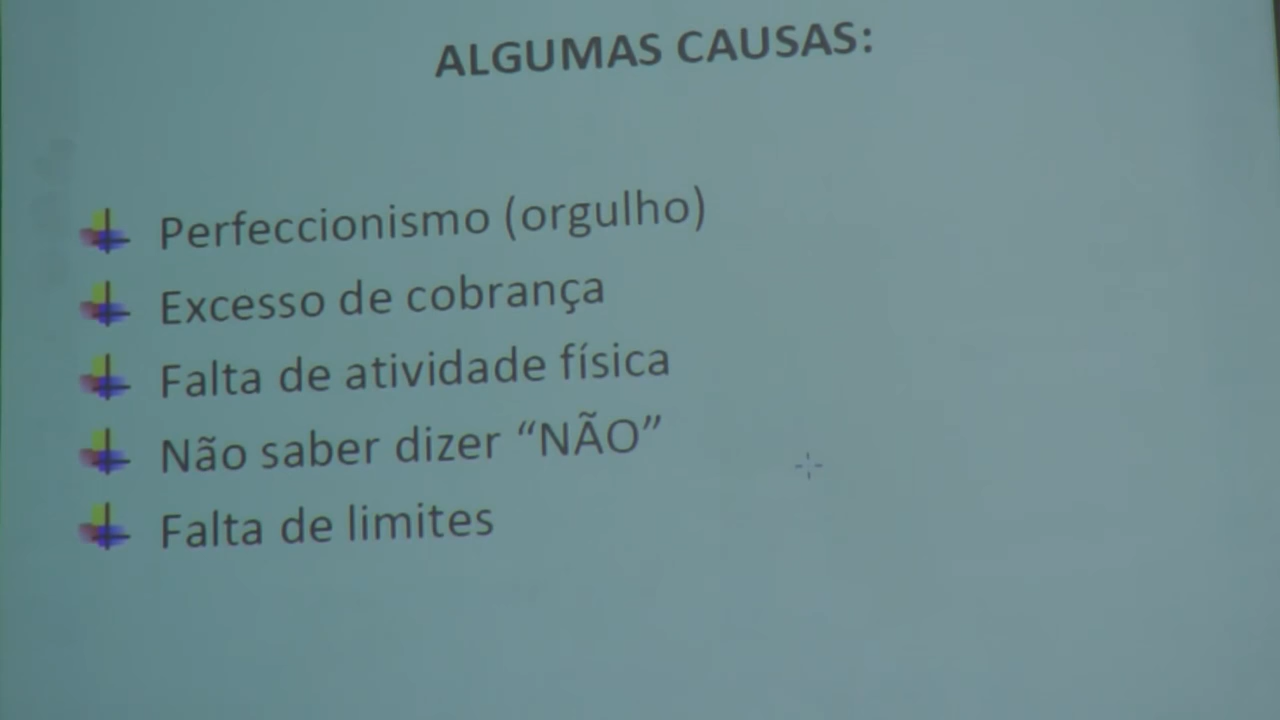 ALGUMAS CAUSAS:
Perfeccionismo (orgulho)
Excesso de cobrança
Falta de atividade física
Não saber dizer “NÃO”
Falta de limites